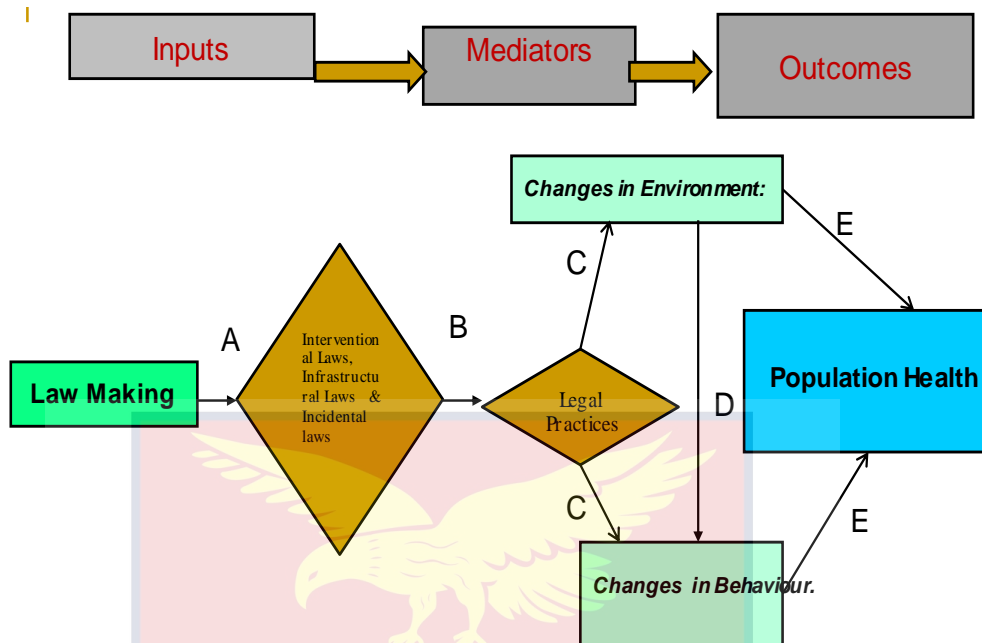 Inputs
Mediators
Outcomes
Changes in Environment:
E
C
A
B
Intervention
al Laws,
Infrastructu
ral Laws &
Incidental
laws
Law Making
Legal
Practices
D
Population Health
C
E
Changes in Behaviour.